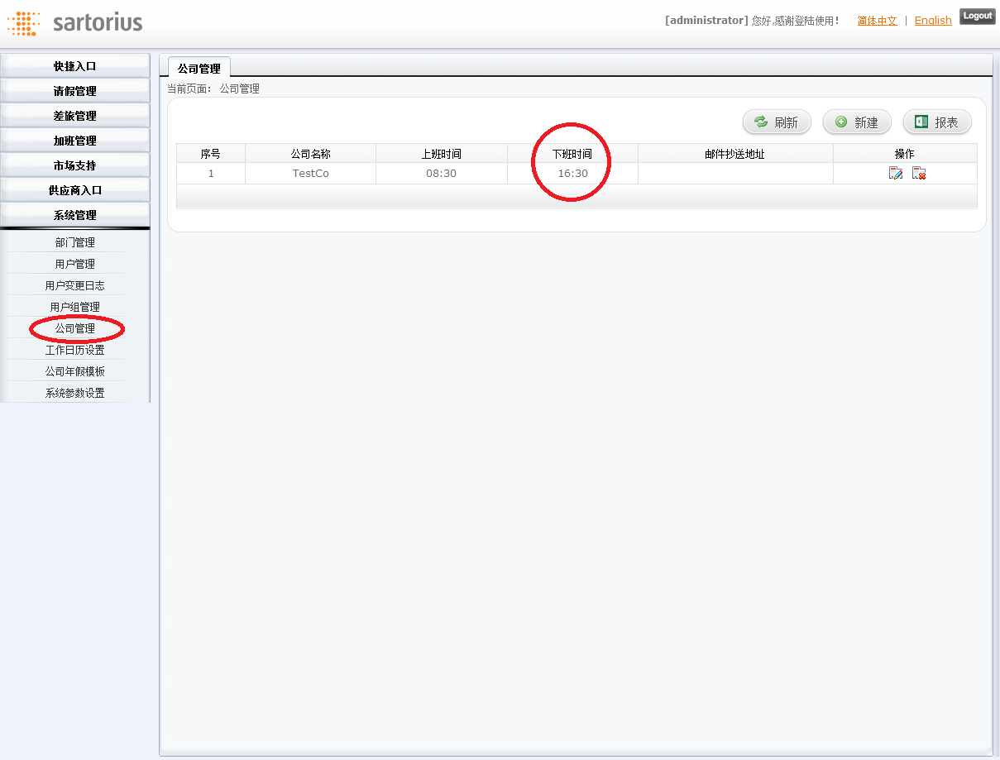 sartorius
[administrator] 您好,感谢登陆使用! 简体中文 | English Logout
快捷入口
请假管理
差旅管理
加班管理
市场支持
供应商入口
系统管理
部门管理
用户管理
用户变更日志
用户组管理
公司管理
工作日历设置
公司年假模板
系统参数设置
公司管理
当前页面: 公司管理
刷新 新建 报表
序号 公司名称 上班时间 下班时间 邮件抄送地址 操作
1 TestCo 08:30 16:30